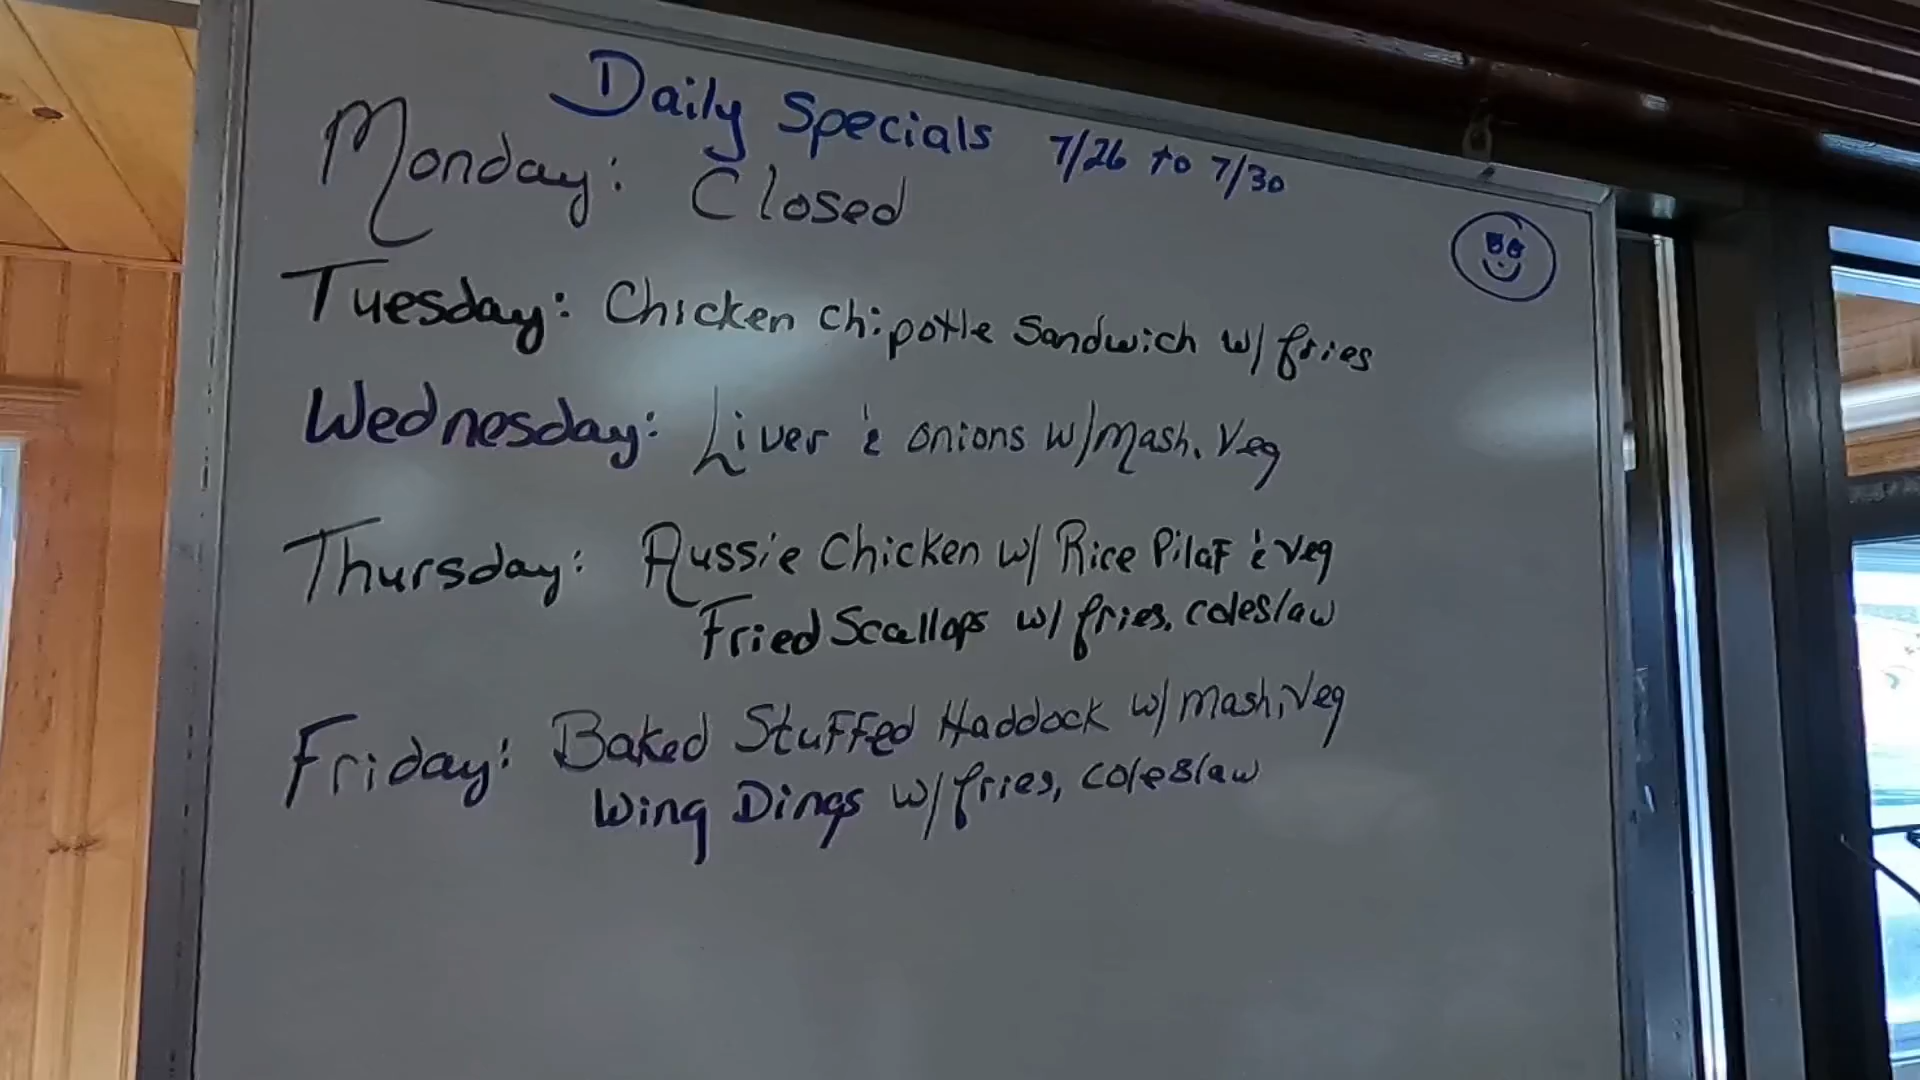 Daily Specials 7/26 to 7/30
Monday: Closed
Tuesday: Chicken Chipotle Sandwich w/ fries
Wednesday: Liver & onions w/mash, Veg
Thursday: Aussie Chicken w/ Rice Pilaf & Veg
Fried Scallops w/ fries, coleslaw
Friday: Baked Stuffed Haddock w/ mash, Veg
Wing Dings w/ fries, coleslaw